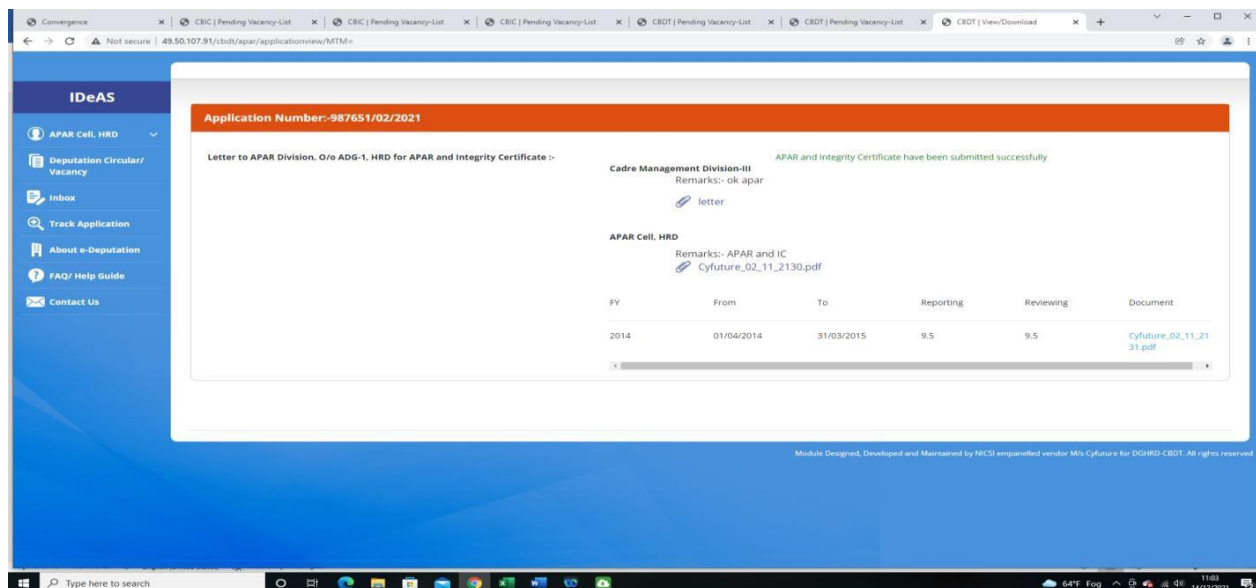 Convergence
CBIC | Pending Vacancy-List
CBIC | Pending Vacancy-List
CBIC | Pending Vacancy-List
CBDT | Pending Vacancy-List
CBDT | Pending Vacancy-List
CBDT | View/Download
Not secure | 49.50.107.91/cbdt/apar/applicationview/MTM=
IDeAS
APAR Cell, HRD
Deputation Circular/
Vacancy
Inbox
Track Application
About e-Deputation
FAQ/ Help Guide
Contact Us
Application Number:-987651/02/2021
Letter to APAR Division, O/o ADG-1, HRD for APAR and Integrity Certificate :-
APAR and Integrity Certificate have been submitted successfully
Cadre Management Division-III
Remarks:- ok apar
letter
APAR Cell, HRD
Remarks:- APAR and IC
Cyfuture_02_11_2130.pdf
FY From To Reporting Reviewing Document
2014 01/04/2014 31/03/2015 9.5 9.5 Cyfuture_02_11_21
31.pdf
Module Designed, Developed and Maintained by NICSI empanelled vendor M/s Cyfuture for DGHRD-CBDT. All rights reserved
Type here to search
64°F Fog
11:03
14/12/2021